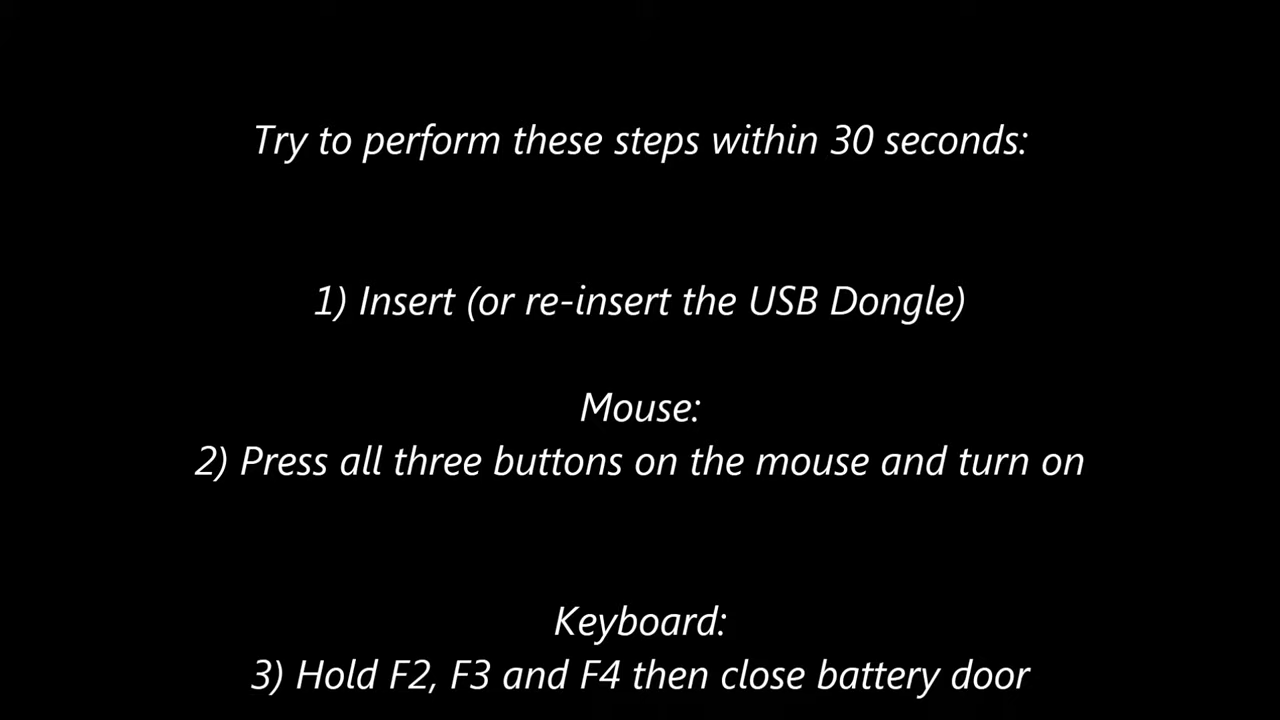 Try to perform these steps within 30 seconds:
1) Insert (or re-insert the USB Dongle)
Mouse:
2) Press all three buttons on the mouse and turn on
Keyboard:
3) Hold F2, F3 and F4 then close battery door